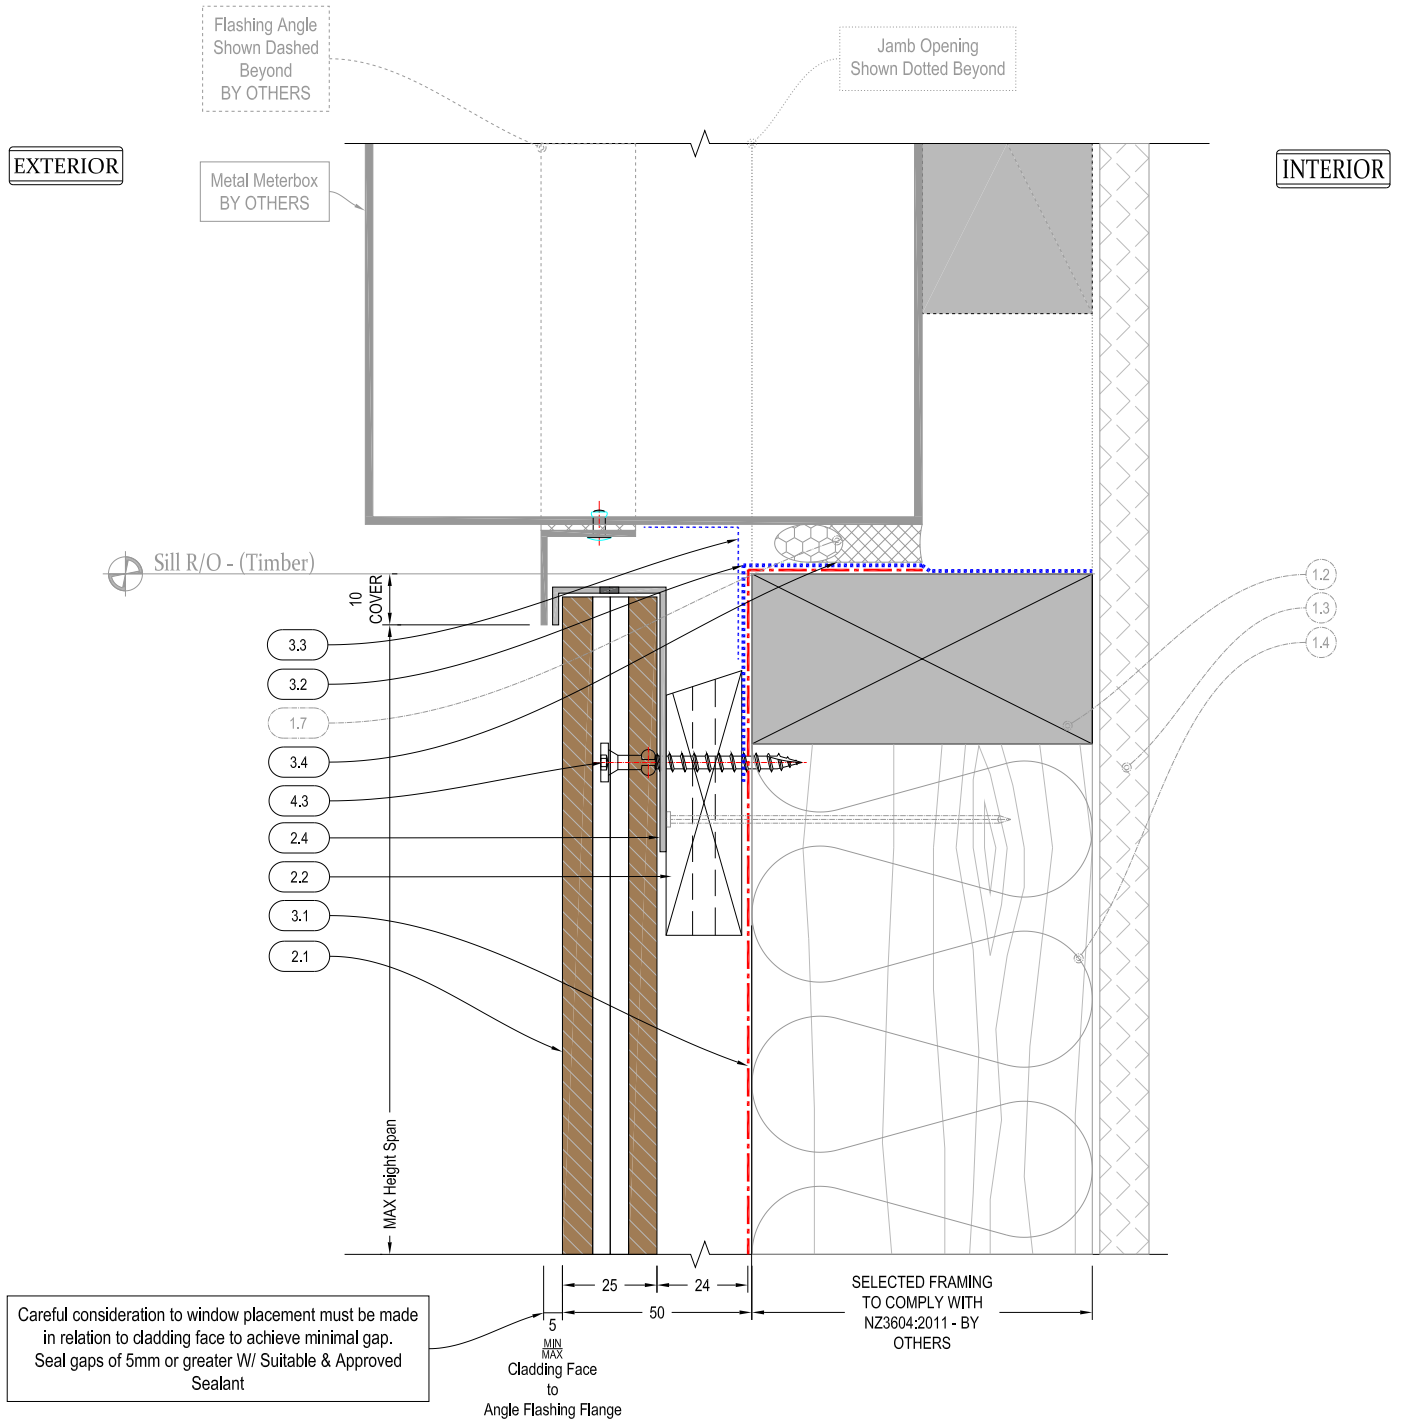 Flashing Angle
Shown Dashed
Beyond
BY OTHERS
Jamb Opening
Shown Dotted Beyond
EXTERIOR
Metal Meterbox
BY OTHERS
INTERIOR
Sill R/O - (Timber)
10
COVER
1.2
1.3
1.4
3.3
3.2
1.7
3.4
4.3
2.4
2.2
3.1
2.1
MAX Height Span
25
24
50
5
MIN
MAX
Cladding Face
to
Angle Flashing Flange
SELECTED FRAMING
TO COMPLY WITH
NZ3604:2011 - BY
OTHERS
Careful consideration to window placement must be made
in relation to cladding face to achieve minimal gap.
Seal gaps of 5mm or greater W/ Suitable & Approved
Sealant